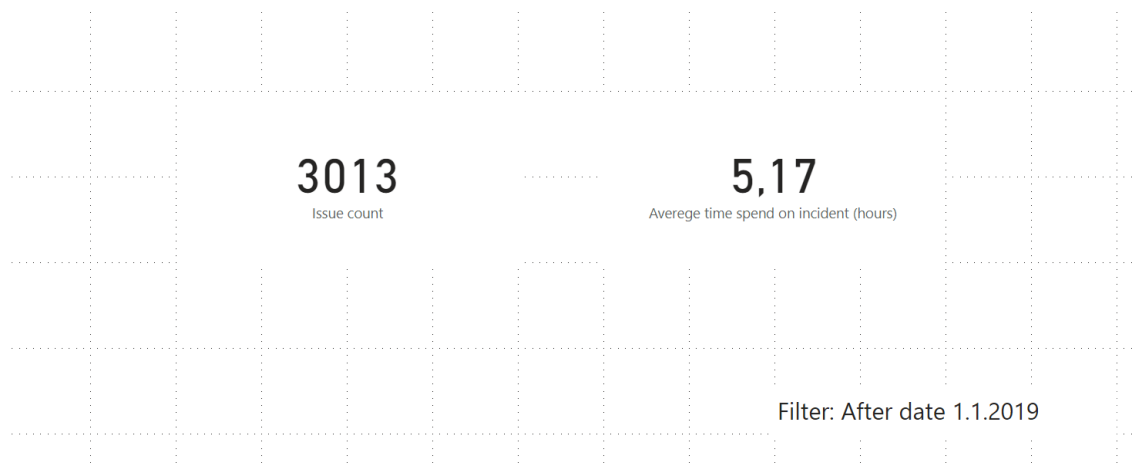 3013
Issue count
5,17
Averege time spend on incident (hours)
Filter: After date 1.1.2019